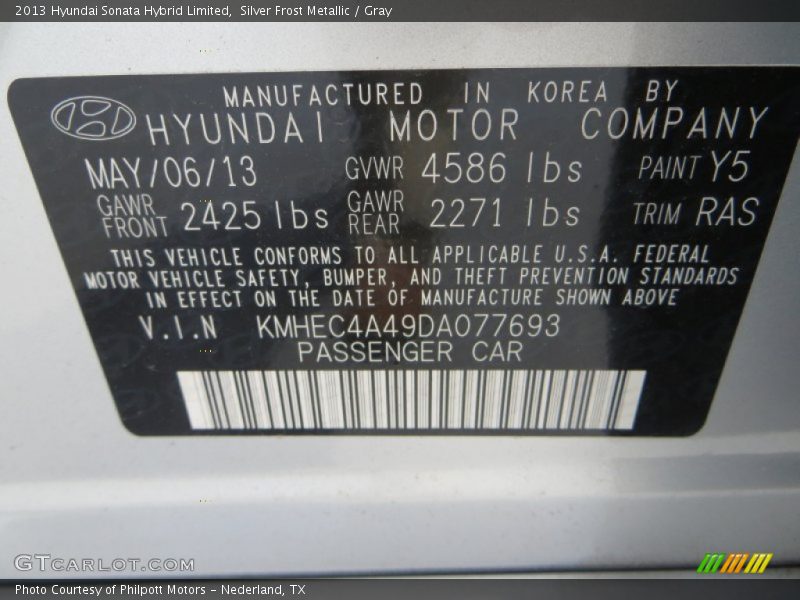 2013 Hyundai Sonata Hybrid Limited,  Silver Frost Metallic / Gray
MANUFACTURED IN KOREA BY
HYUNDAI MOTOR COMPANY
MAY/06/13 GVWR 4586 lbs PAINT Y5
GAWR FRONT 2425 lbs GAWR REAR 2271 lbs TRIM RAS
THIS VEHICLE CONFORMS TO ALL APPLICABLE U.S.A. FEDERAL
MOTOR VEHICLE SAFETY, BUMPER, AND THEFT PREVENTION STANDARDS
IN EFFECT ON THE DATE OF MANUFACTURE SHOWN ABOVE
V.I.N KMHEC4A49DA077693
PASSENGER CAR
GTCARLOT.COM
Photo Courtesy of Philpott Motors - Nederland, TX